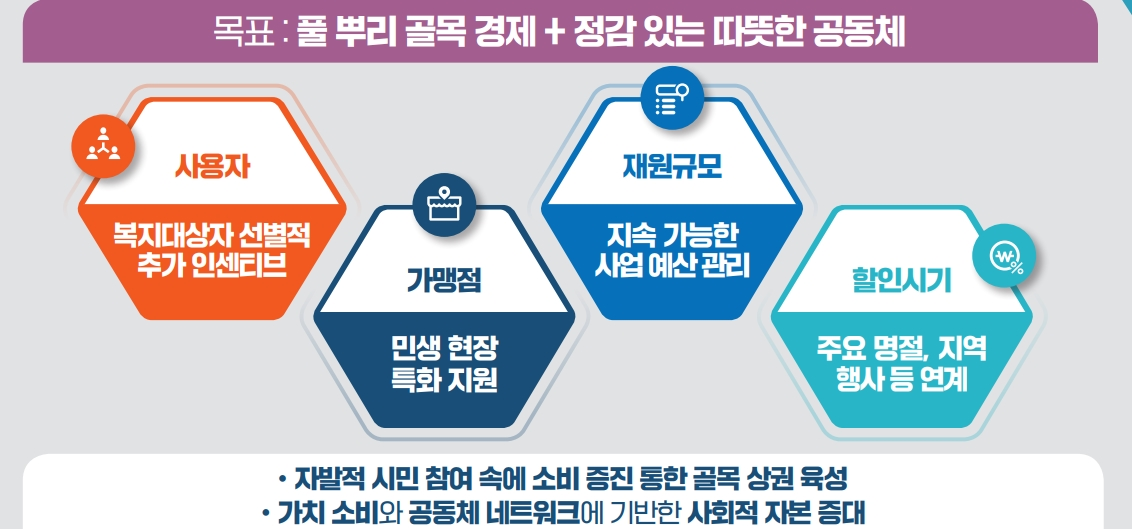 목표 : 풀 뿌리 골목 경제 + 정감 있는 따뜻한 공동체
사용자
복지대상자 선별적
추가 인센티브
가맹점
민생 현장
특화 지원
재원규모
지속 가능한
사업 예산 관리
할인시기
₩%
주요 명절, 지역
행사 등 연계
• 자발적 시민 참여 속에 소비 증진 통한 골목 상권 육성
• 가치 소비와 공동체 네트워크에 기반한 사회적 자본 증대